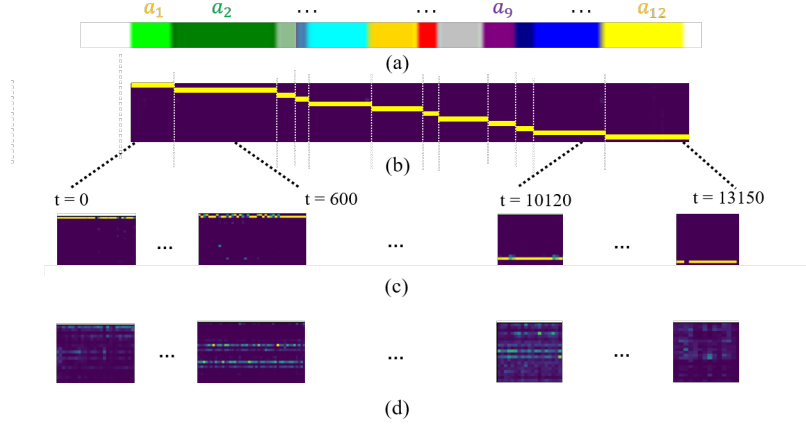 a₁ a₂ ... a₉ ... a₁₂
(a)
(b)
t = 0 t = 600 t = 10120 t = 13150
... ... ...
(c)
... ... ...
(d)